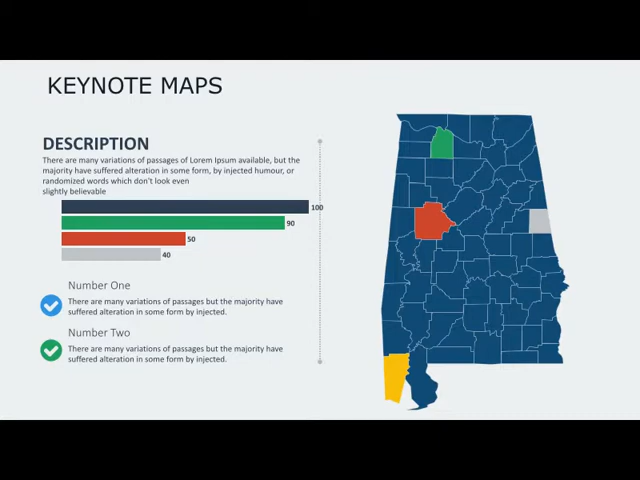 KEYNOTE MAPS
DESCRIPTION
There are many variations of passages of Lorem Ipsum available, but the
majority have suffered alteration in some form, by injected humour, or
randomized words which don't look even
slightly believable
100
90
50
40
Number One
There are many variations of passages but the majority have
suffered alteration in some form by injected.
Number Two
There are many variations of passages but the majority have
suffered alteration in some form by injected.